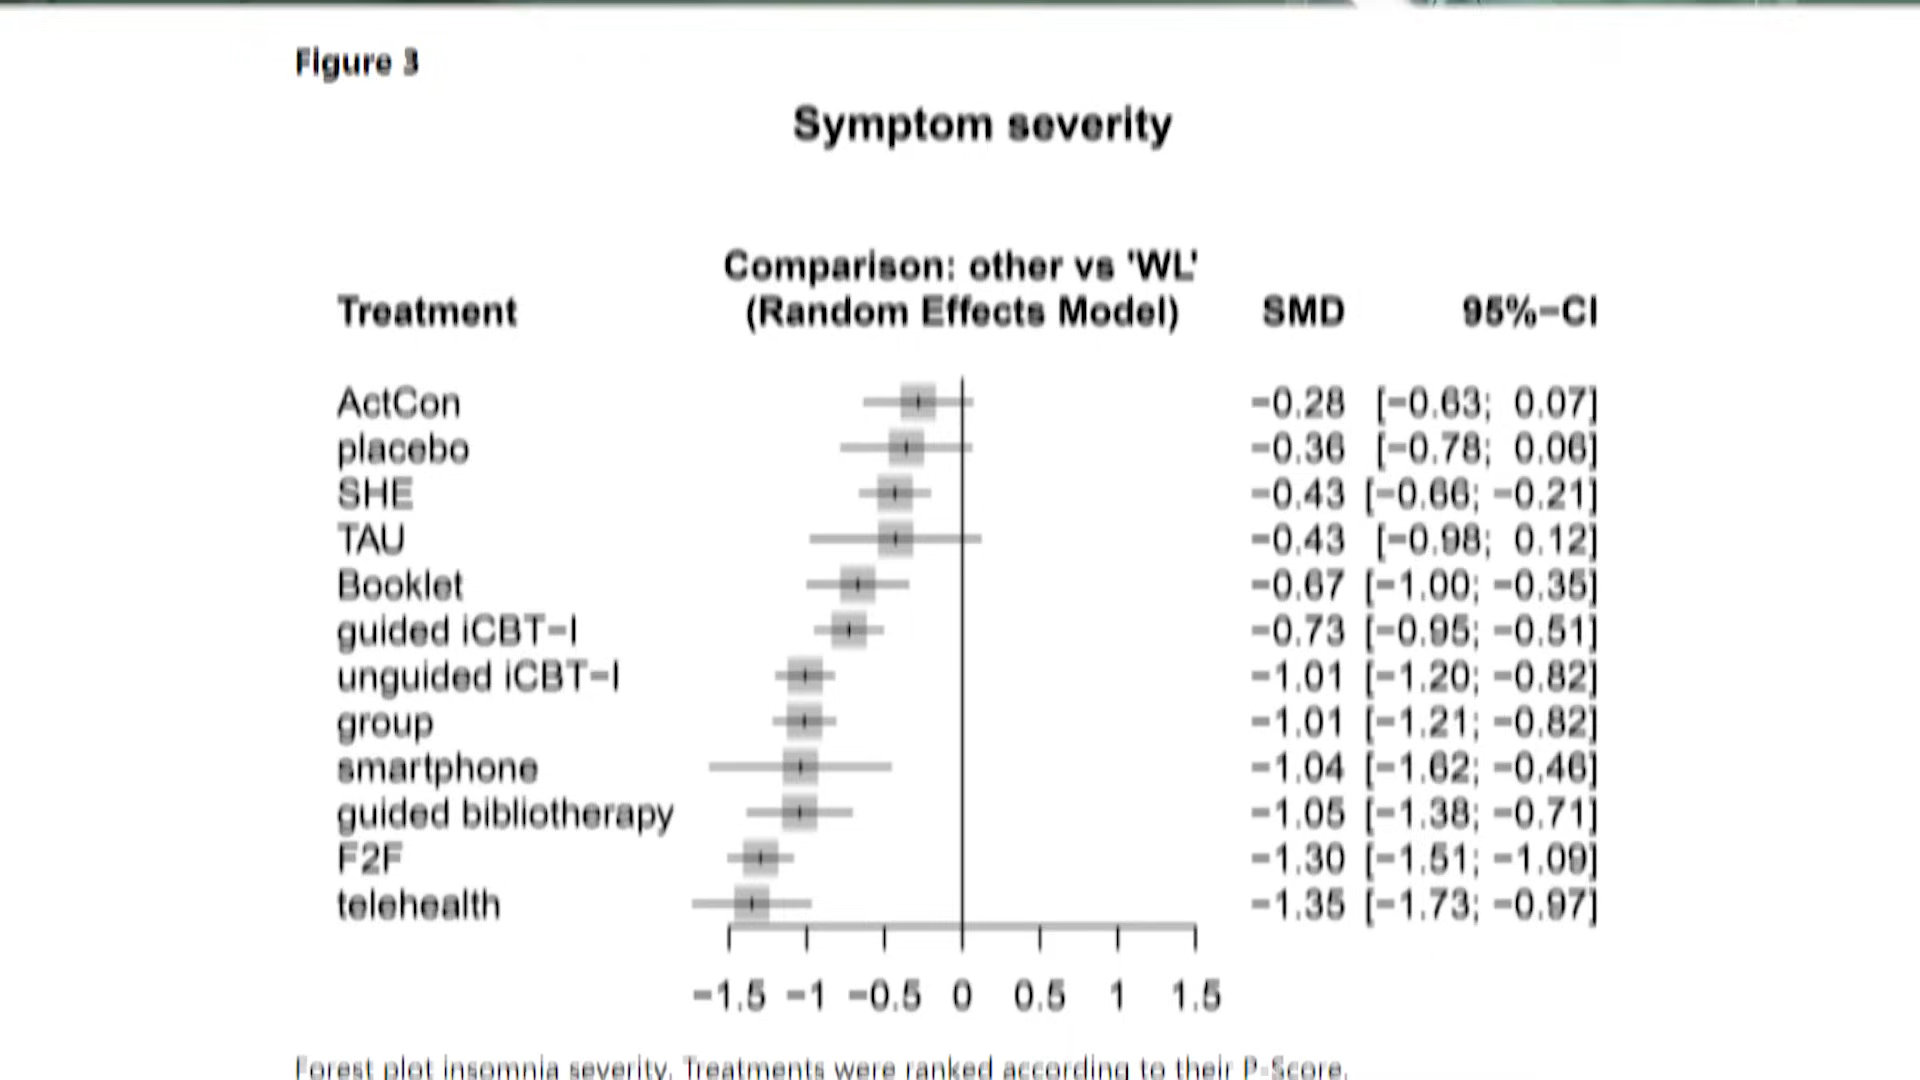 Figure 3
Symptom severity
Comparison: other vs 'WL'
Treatment (Random Effects Model) SMD 95%−CI
ActCon −0.28 [−0.63; 0.07]
placebo −0.36 [−0.78; 0.06]
SHE −0.43 [−0.66; −0.21]
TAU −0.43 [−0.98; 0.12]
Booklet −0.67 [−1.00; −0.35]
guided iCBT−I −0.73 [−0.95; −0.51]
unguided iCBT−I −1.01 [−1.20; −0.82]
group −1.01 [−1.21; −0.82]
smartphone −1.04 [−1.62; −0.46]
guided bibliotherapy −1.05 [−1.38; −0.71]
F2F −1.30 [−1.51; −1.09]
telehealth −1.35 [−1.73; −0.97]
−1.5 −1 −0.5 0 0.5 1 1.5
Forest plot insomnia severity. Treatments were ranked according to their P-Score.